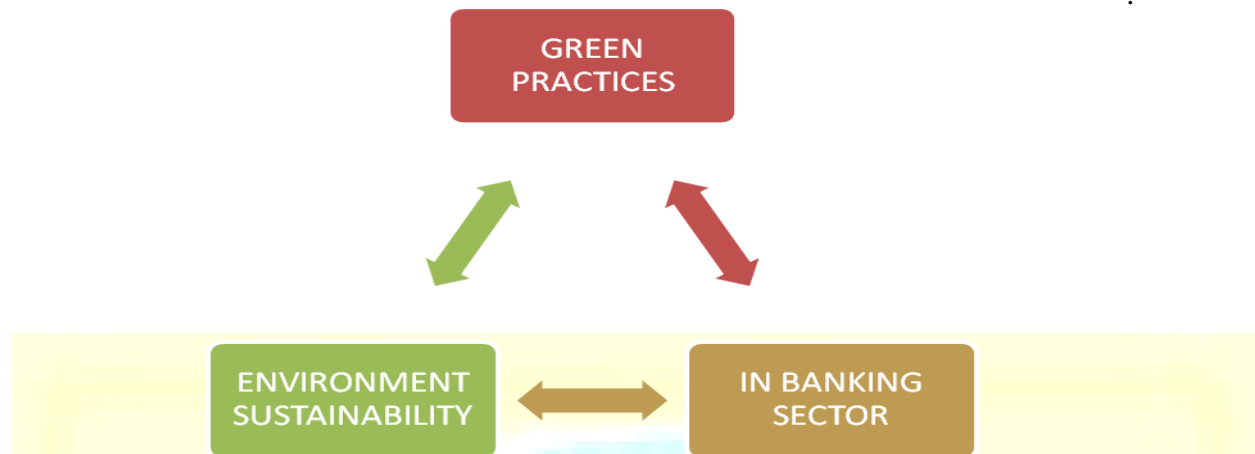 GREEN
PRACTICES
ENVIRONMENT
SUSTAINABILITY
IN BANKING
SECTOR